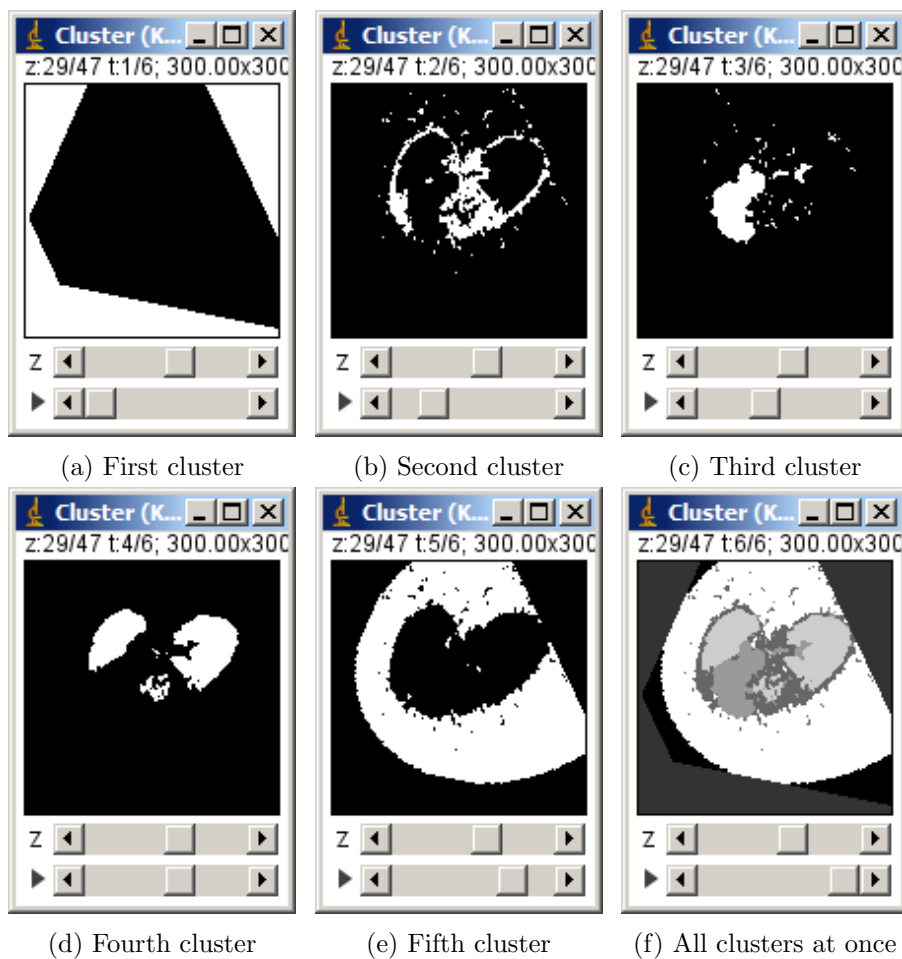 Cluster (K...
z:29/47 t:1/6; 300.00x300
Z
(a) First cluster
Cluster (K...
z:29/47 t:2/6; 300.00x300
Z
(b) Second cluster
Cluster (K...
z:29/47 t:3/6; 300.00x300
Z
(c) Third cluster
Cluster (K...
z:29/47 t:4/6; 300.00x300
Z
(d) Fourth cluster
Cluster (K...
z:29/47 t:5/6; 300.00x300
Z
(e) Fifth cluster
Cluster (K...
z:29/47 t:6/6; 300.00x300
Z
(f) All clusters at once